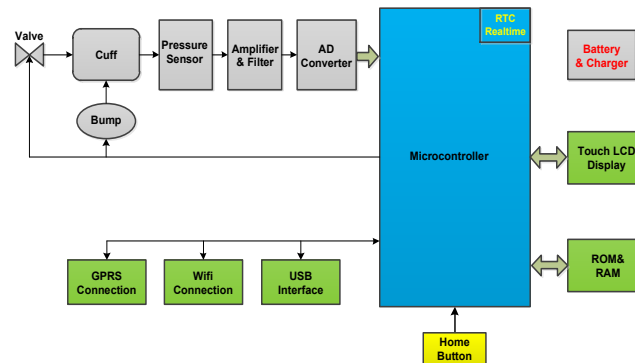 Valve
Cuff
Pressure
Sensor
Amplifier
& Filter
AD
Converter
RTC
Realtime
Battery
& Charger
Bump
Microcontroller
Touch LCD
Display
GPRS
Connection
Wifi
Connection
USB
Interface
ROM&
RAM
Home
Button